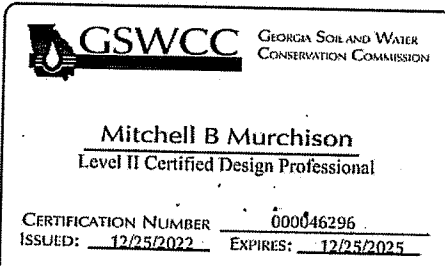 GSWCC
GEORGIA SOIL AND WATER
CONSERVATION COMMISSION
Mitchell B Murchison
Level II Certified Design Professional
CERTIFICATION NUMBER 000046296
ISSUED: 12/25/2022 EXPIRES: 12/25/2025